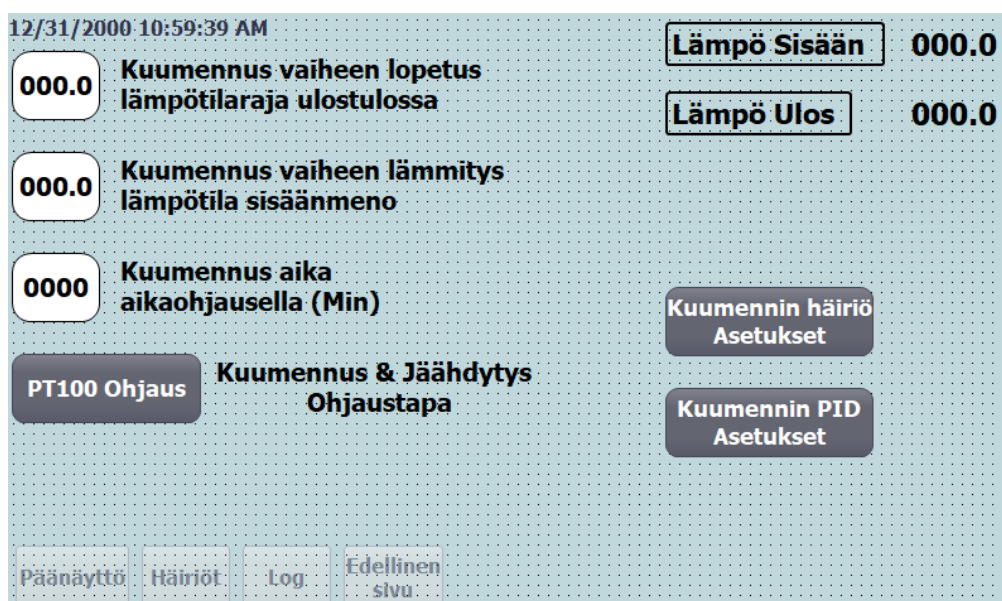 12/31/2000 10:59:39 AM
Lämpö Sisään 000.0
000.0 Kuumennus vaiheen lopetus
lämpötilaraja ulostulossa
Lämpö Ulos 000.0
000.0 Kuumennus vaiheen lämmitys
lämpötila sisäänmeno
0000 Kuumennus aika
aikaohjausella (Min)
Kuumennin häiriö
Asetukset
PT100 Ohjaus
Kuumennus & Jäähdytys
Ohjaustapa
Kuumennin PID
Asetukset
Päänäyttö
Häiriöt
Log
Edellinen
sivu